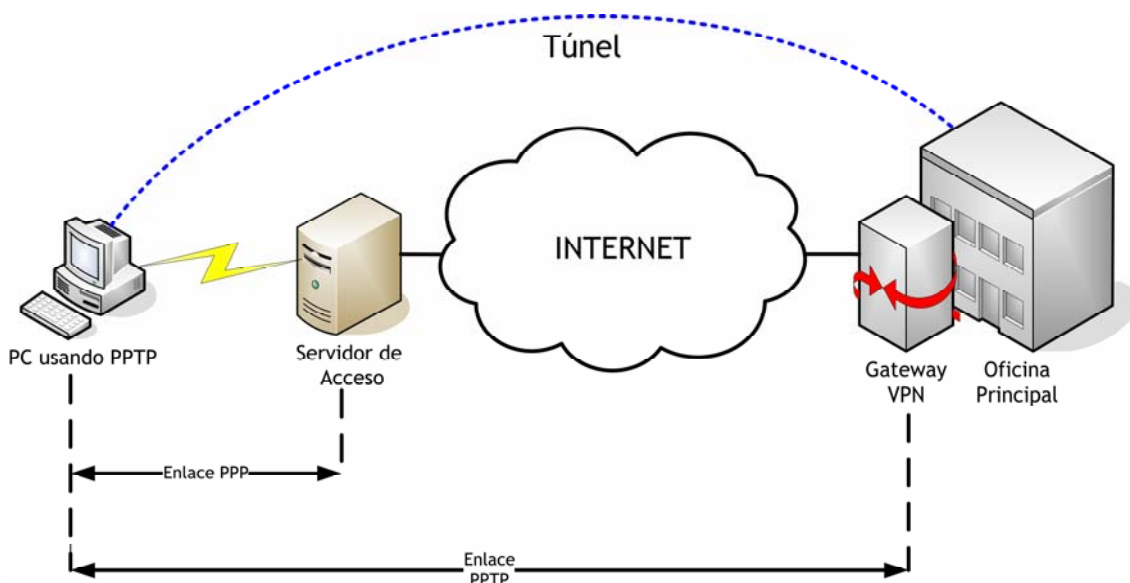 Túnel
INTERNET
PC usando PPTP
Servidor de
Acceso
Gateway
VPN
Oficina
Principal
Enlace PPP
Enlace
PPTP